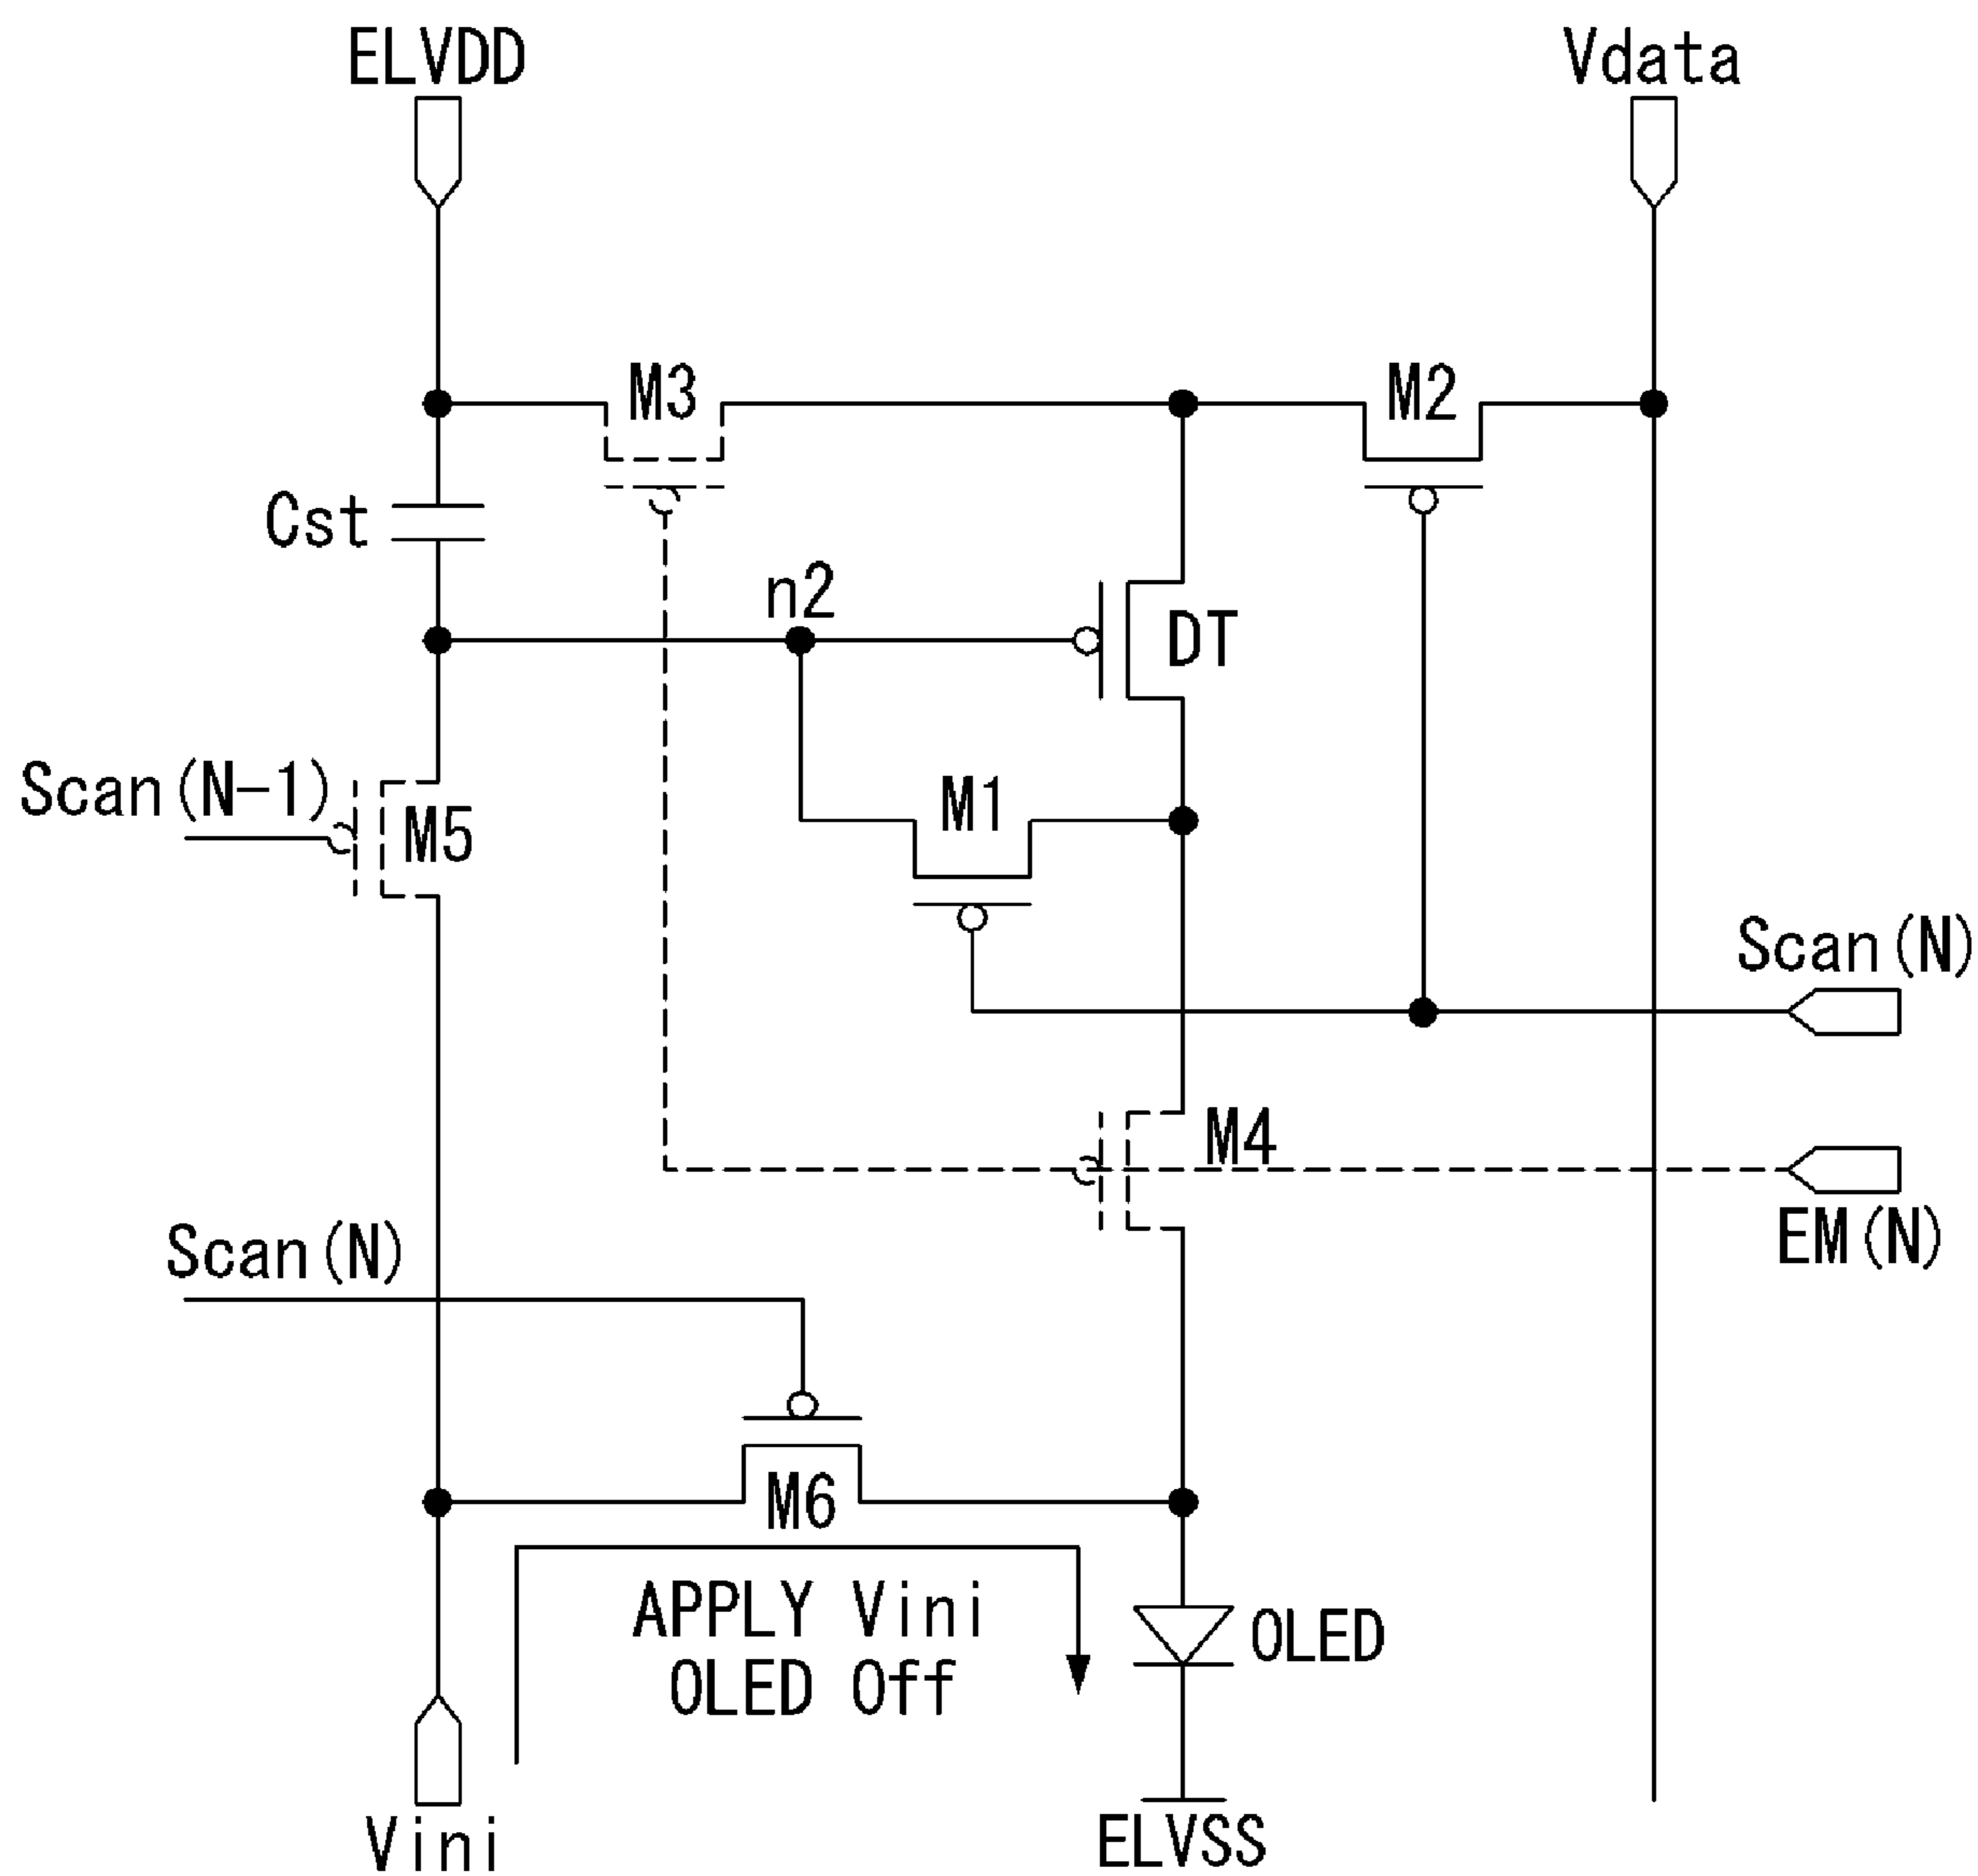 ELVDD
Vdata
M3
M2
Cst
n2
DT
Scan(N-1)
M5
M1
Scan(N)
M4
EM(N)
Scan(N)
M6
APPLY Vini
OLED Off
OLED
Vini
ELVSS